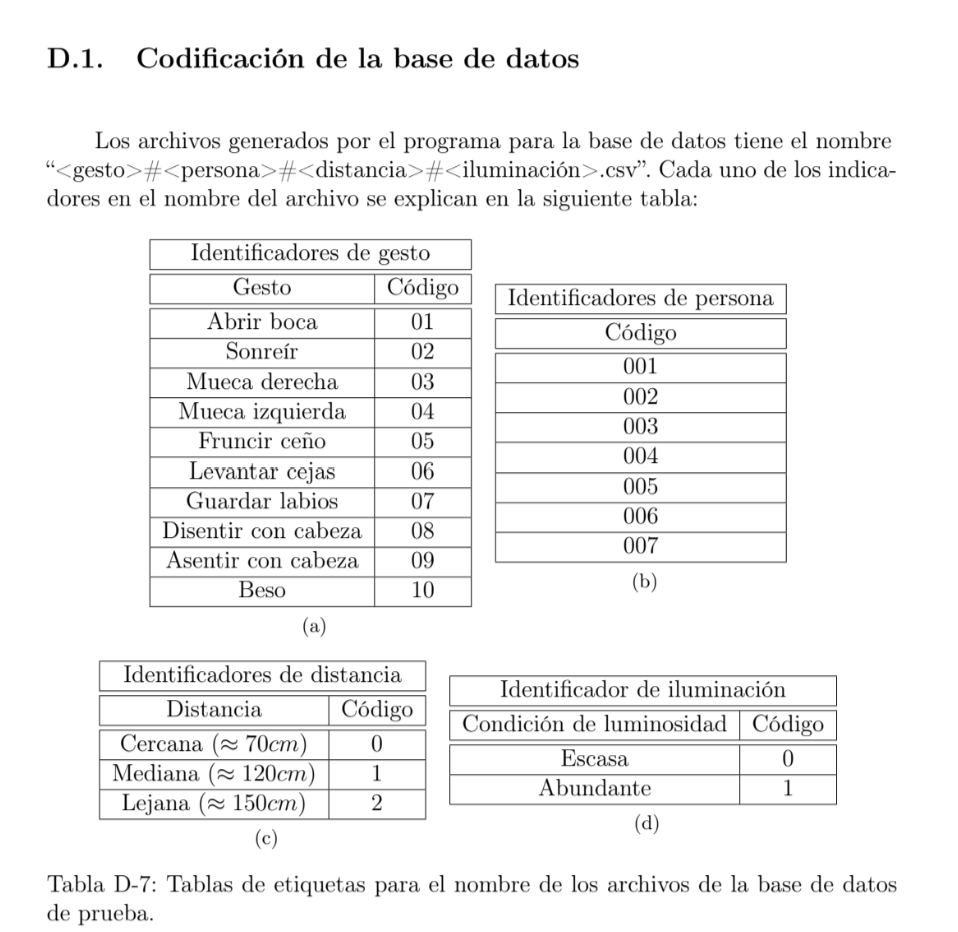 D.1. Codificación de la base de datos
Los archivos generados por el programa para la base de datos tiene el nombre
“<gesto>#<persona>#<distancia>#<iluminación>.csv”. Cada uno de los indica-
dores en el nombre del archivo se explican en la siguiente tabla:
Identificadores de gesto
Gesto Código
Abrir boca 01
Sonreír 02
Mueca derecha 03
Mueca izquierda 04
Fruncir ceño 05
Levantar cejas 06
Guardar labios 07
Disentir con cabeza 08
Asentir con cabeza 09
Beso 10
(a)
Identificadores de persona
Código
001
002
003
004
005
006
007
(b)
Identificadores de distancia
Distancia Código
Cercana (≈ 70cm) 0
Mediana (≈ 120cm) 1
Lejana (≈ 150cm) 2
(c)
Identificador de iluminación
Condición de luminosidad Código
Escasa 0
Abundante 1
(d)
Tabla D-7: Tablas de etiquetas para el nombre de los archivos de la base de datos
de prueba.